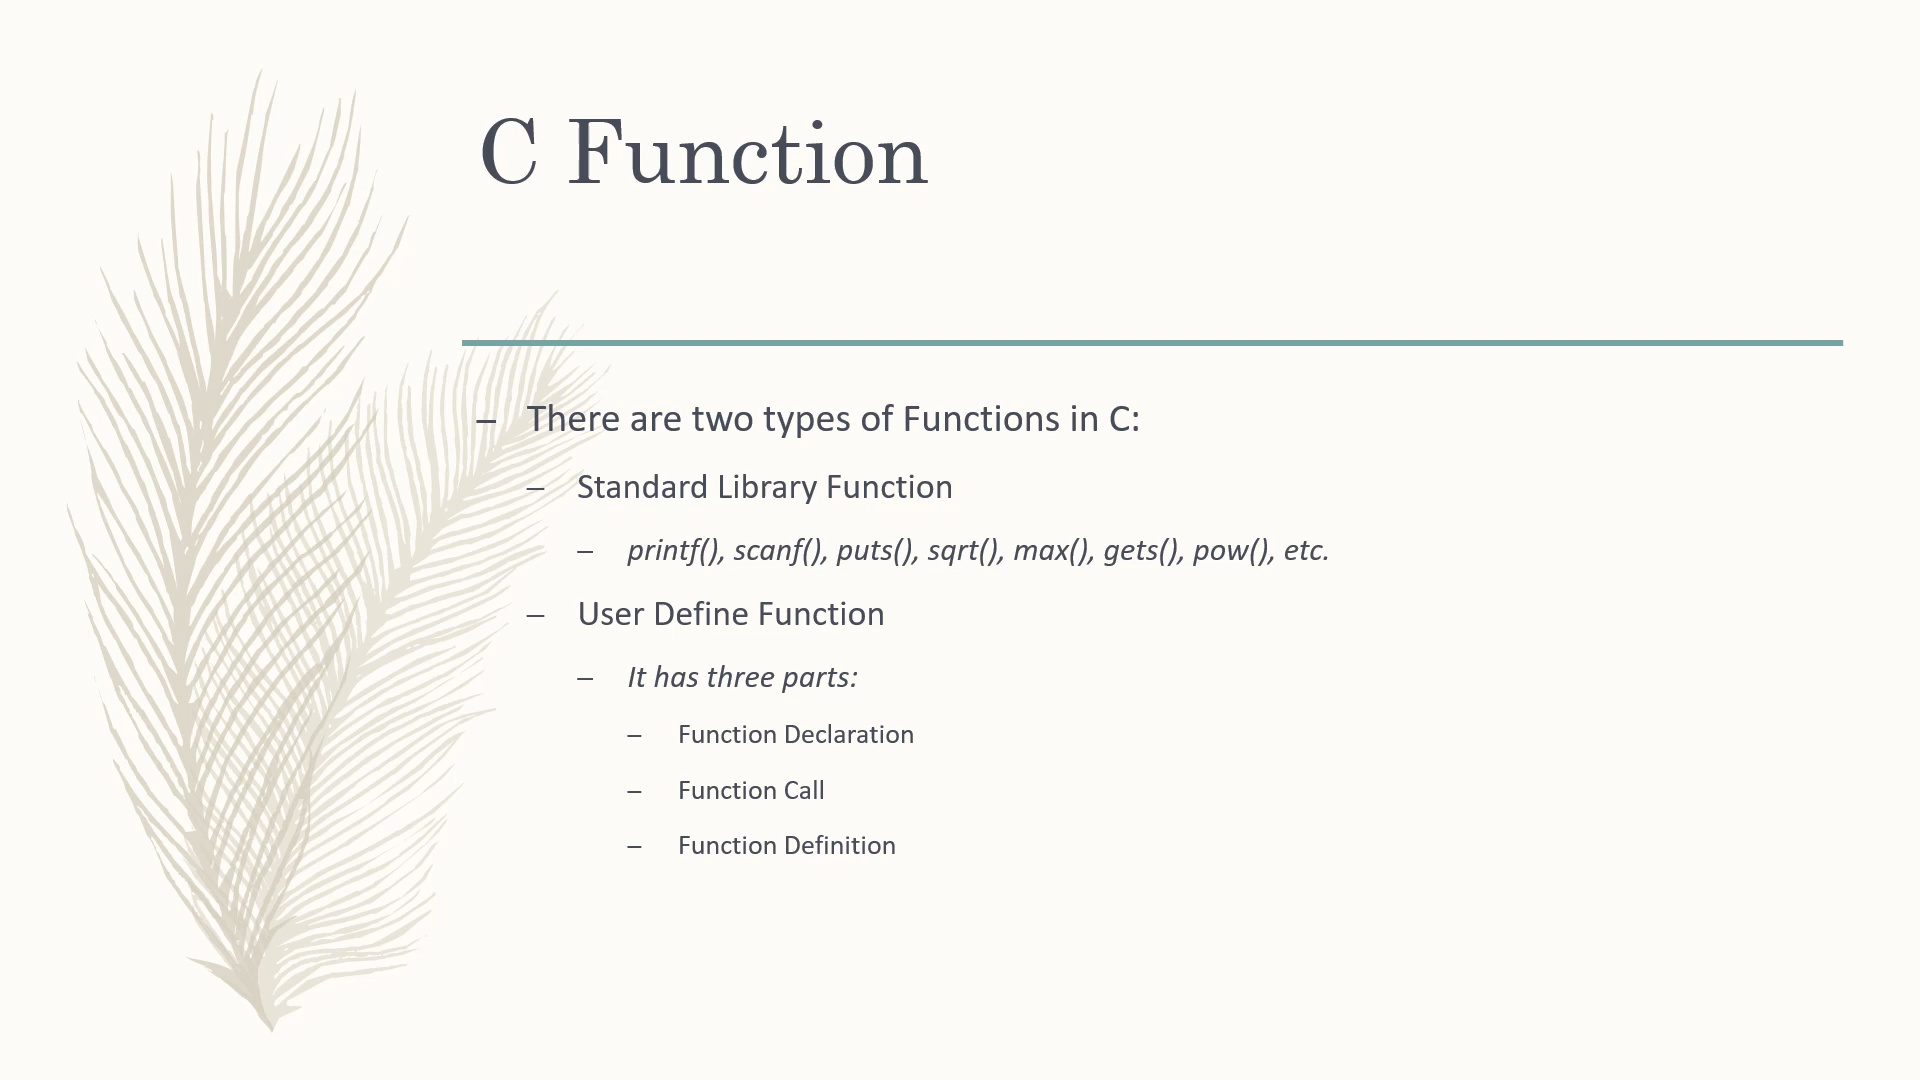 C Function
– There are two types of Functions in C:
– Standard Library Function
– printf(), scanf(), puts(), sqrt(), max(), gets(), pow(), etc.
– User Define Function
– It has three parts:
– Function Declaration
– Function Call
– Function Definition